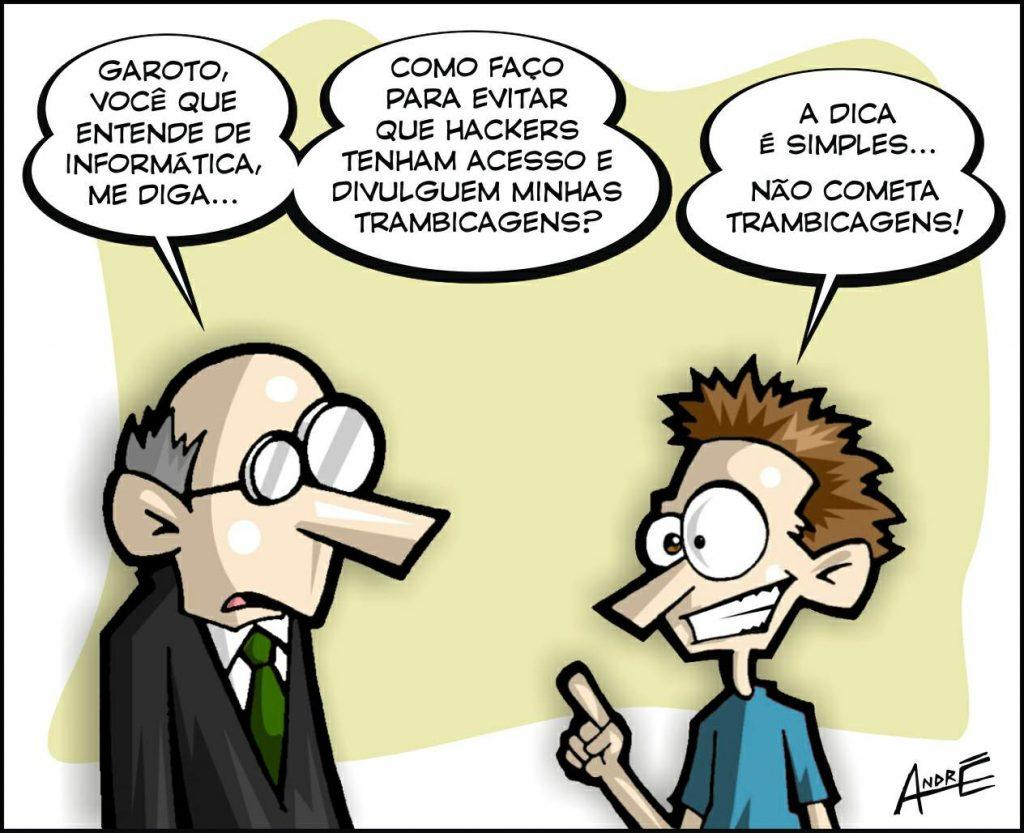 GAROTO,
VOCÊ QUE
ENTENDE DE
INFORMÁTICA,
ME DIGA...
COMO FAÇO
PARA EVITAR
QUE HACKERS
TENHAM ACESSO E
DIVULGUEM MINHAS
TRAMBICAGENS?
A DICA
É SIMPLES...
NÃO COMETA
TRAMBICAGENS!
ANDRÉ